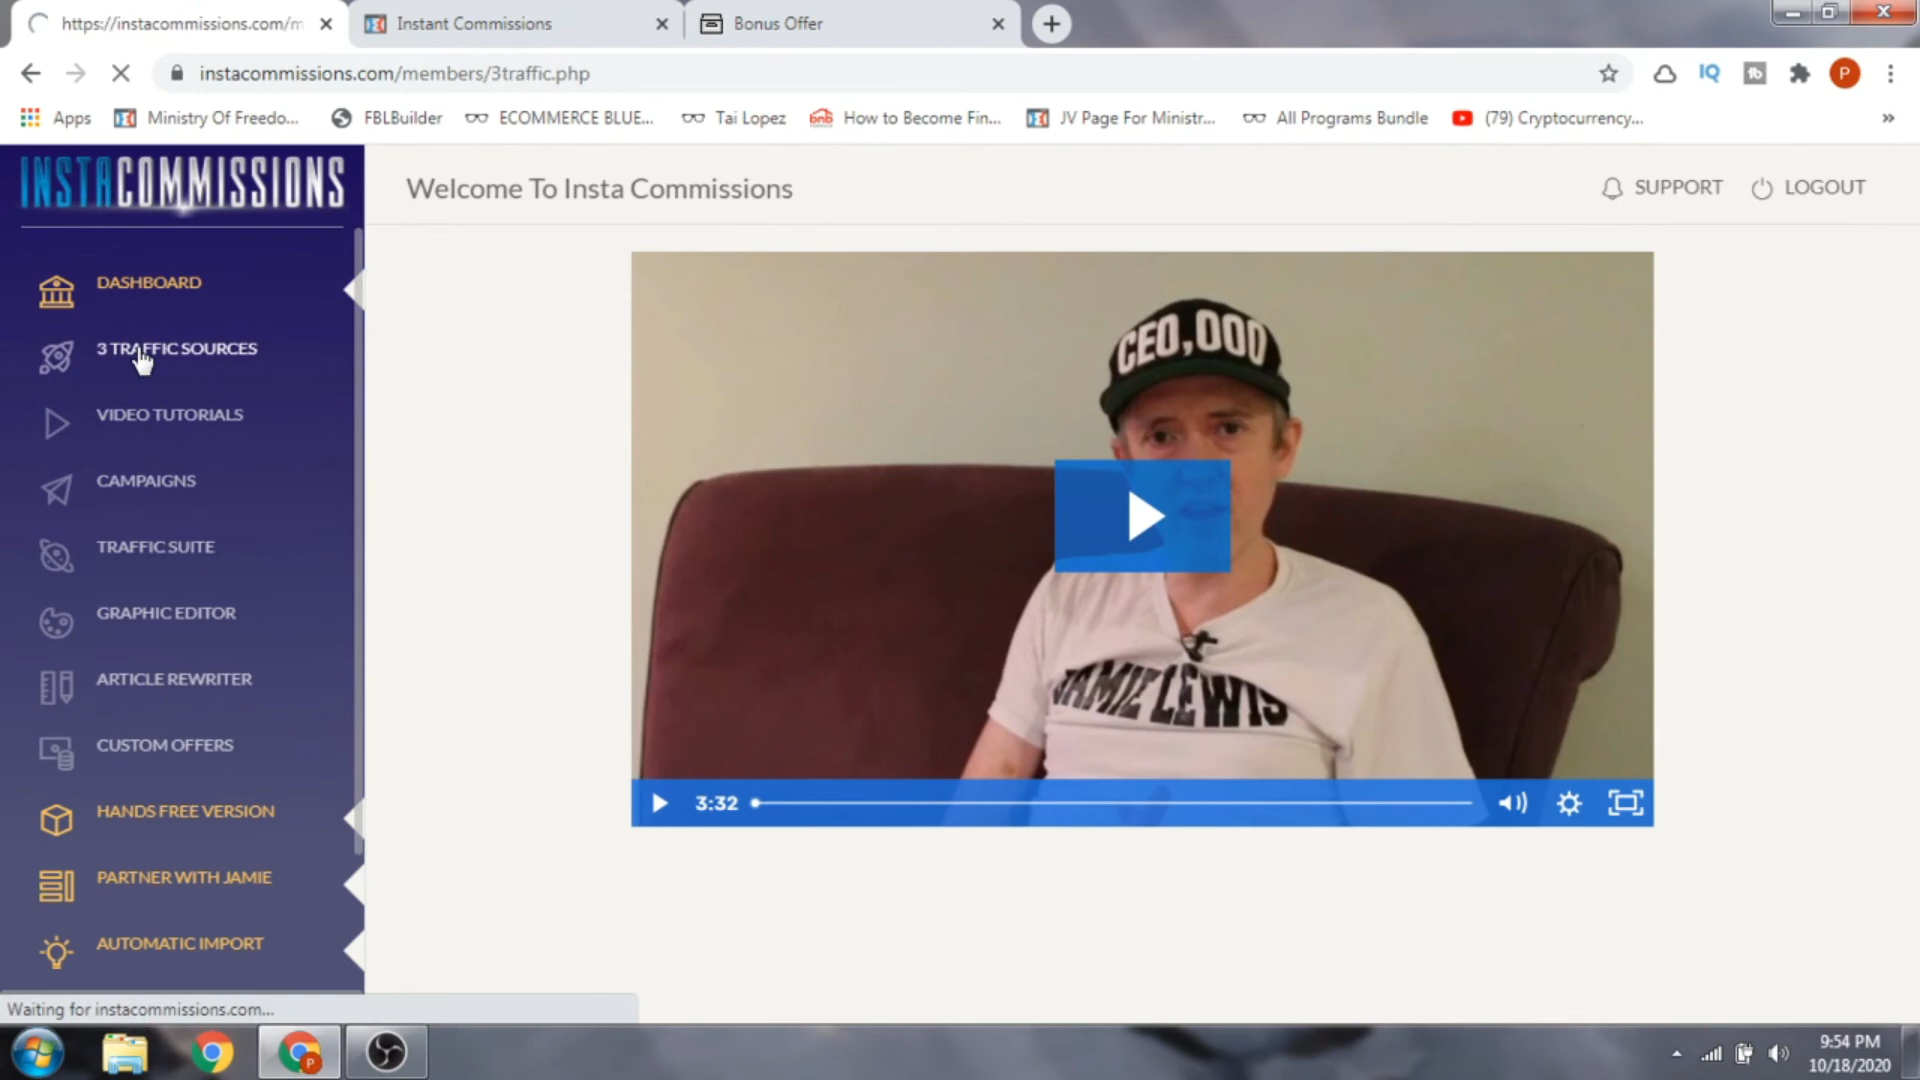 https://instacommissions.com/m
Instant Commissions
Bonus Offer
instacommissions.com/members/3traffic.php
IQ
tb
P
Apps
Ministry Of Freedo...
FBLBuilder
ECOMMERCE BLUE...
Tai Lopez
How to Become Fin...
JV Page For Ministr...
All Programs Bundle
(79) Cryptocurrency...
»
INSTACOMMISSIONS
Welcome To Insta Commissions
SUPPORT
LOGOUT
DASHBOARD
3 TRAFFIC SOURCES
VIDEO TUTORIALS
CAMPAIGNS
TRAFFIC SUITE
GRAPHIC EDITOR
ARTICLE REWRITER
CUSTOM OFFERS
HANDS FREE VERSION
PARTNER WITH JAMIE
AUTOMATIC IMPORT
CEO,000
JAMIE LEWIS
3:32
Waiting for instacommissions.com...
P
9:54 PM
10/18/2020